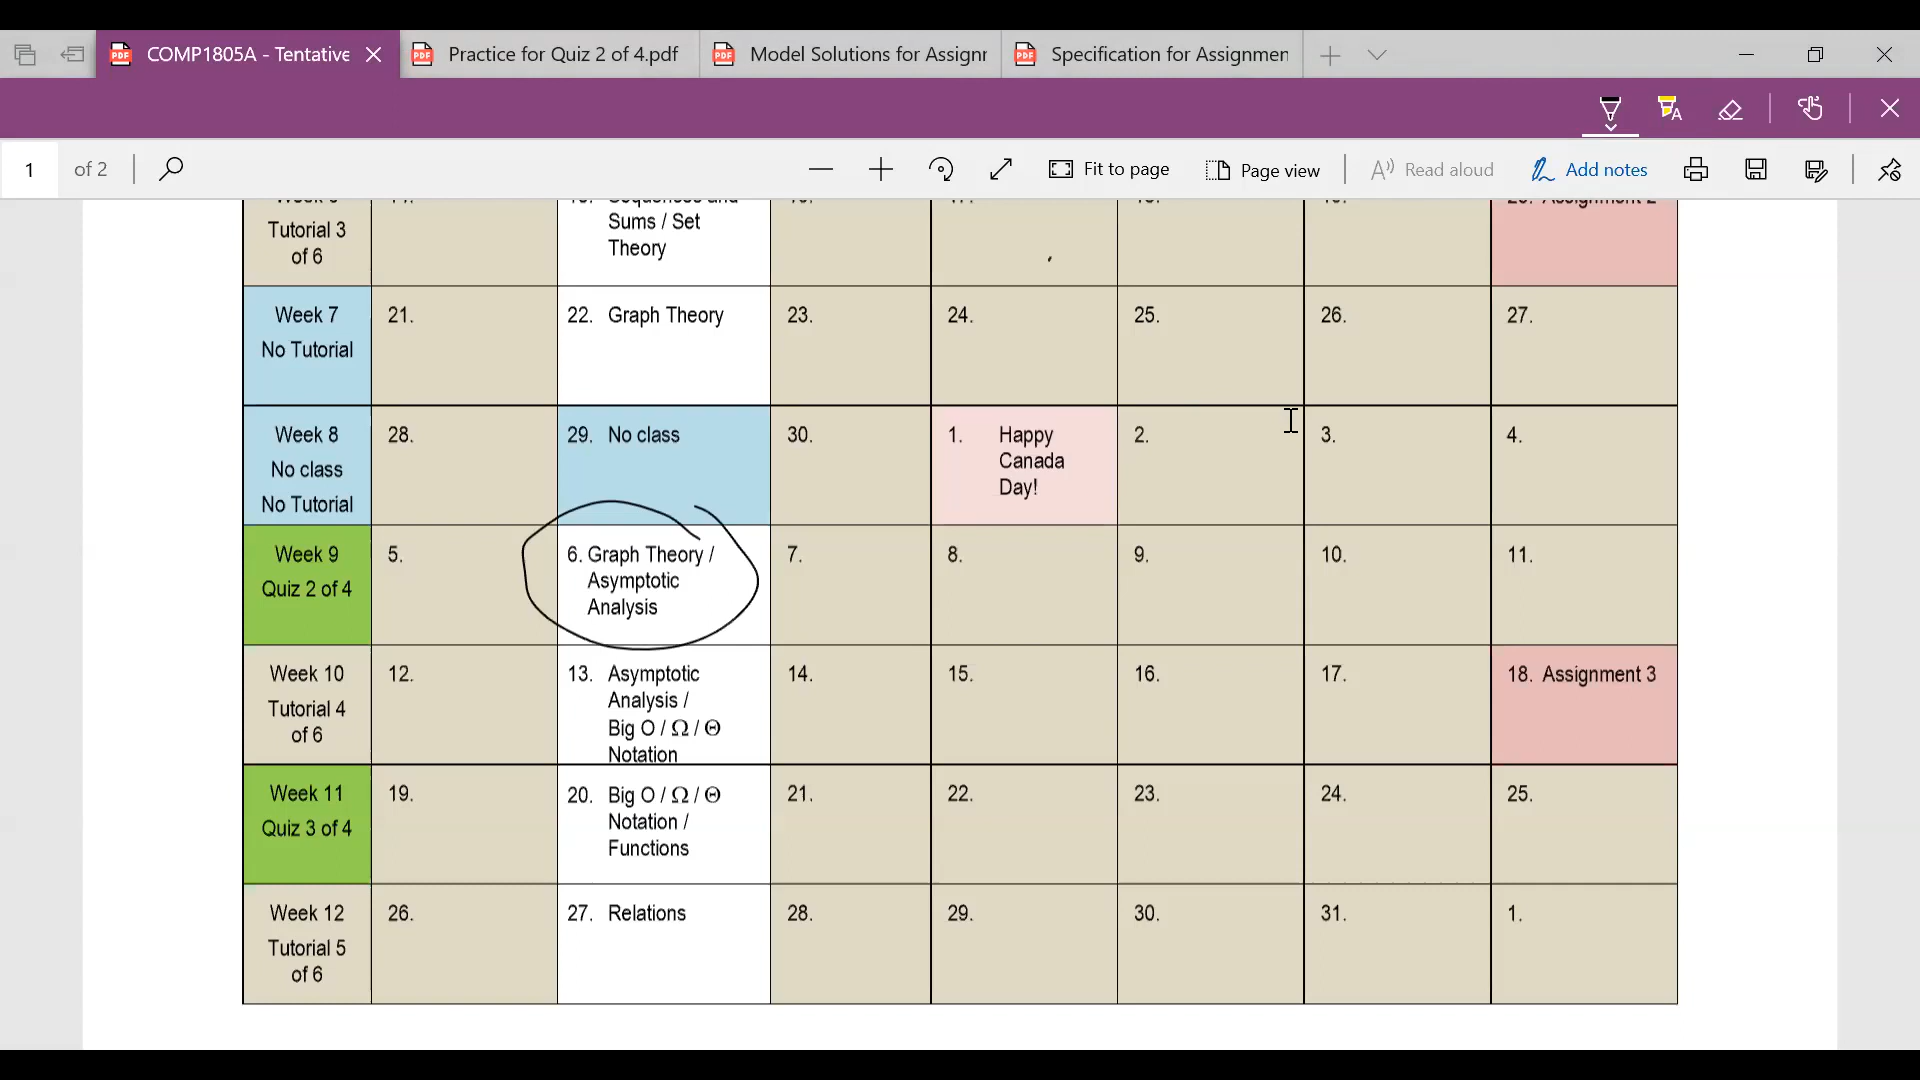 COMP1805A - Tentative
Practice for Quiz 2 of 4.pdf
Model Solutions for Assignr
Specification for Assignmen
1 of 2
Fit to page
Page view
Read aloud
Add notes
Tutorial 3
of 6
Sequences and
Sums / Set
Theory
20. Assignment 2
Week 7
No Tutorial
21.
22. Graph Theory
23.
24.
25.
26.
27.
Week 8
No class
No Tutorial
28.
29. No class
30.
1. Happy
Canada
Day!
2.
3.
4.
Week 9
Quiz 2 of 4
5.
6. Graph Theory /
Asymptotic
Analysis
7.
8.
9.
10.
11.
Week 10
Tutorial 4
of 6
12.
13. Asymptotic
Analysis /
Big O / Ω / Θ
Notation
14.
15.
16.
17.
18. Assignment 3
Week 11
Quiz 3 of 4
19.
20. Big O / Ω / Θ
Notation /
Functions
21.
22.
23.
24.
25.
Week 12
Tutorial 5
of 6
26.
27. Relations
28.
29.
30.
31.
1.